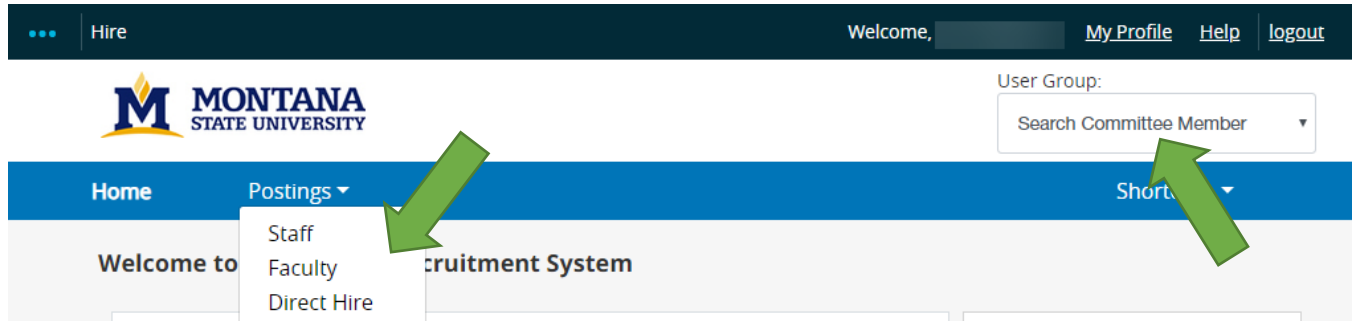 ••• Hire Welcome, My Profile Help logout
MONTANA
STATE UNIVERSITY
User Group:
Search Committee Member
Home Postings
Staff
Faculty
Direct Hire
Welcome to
System